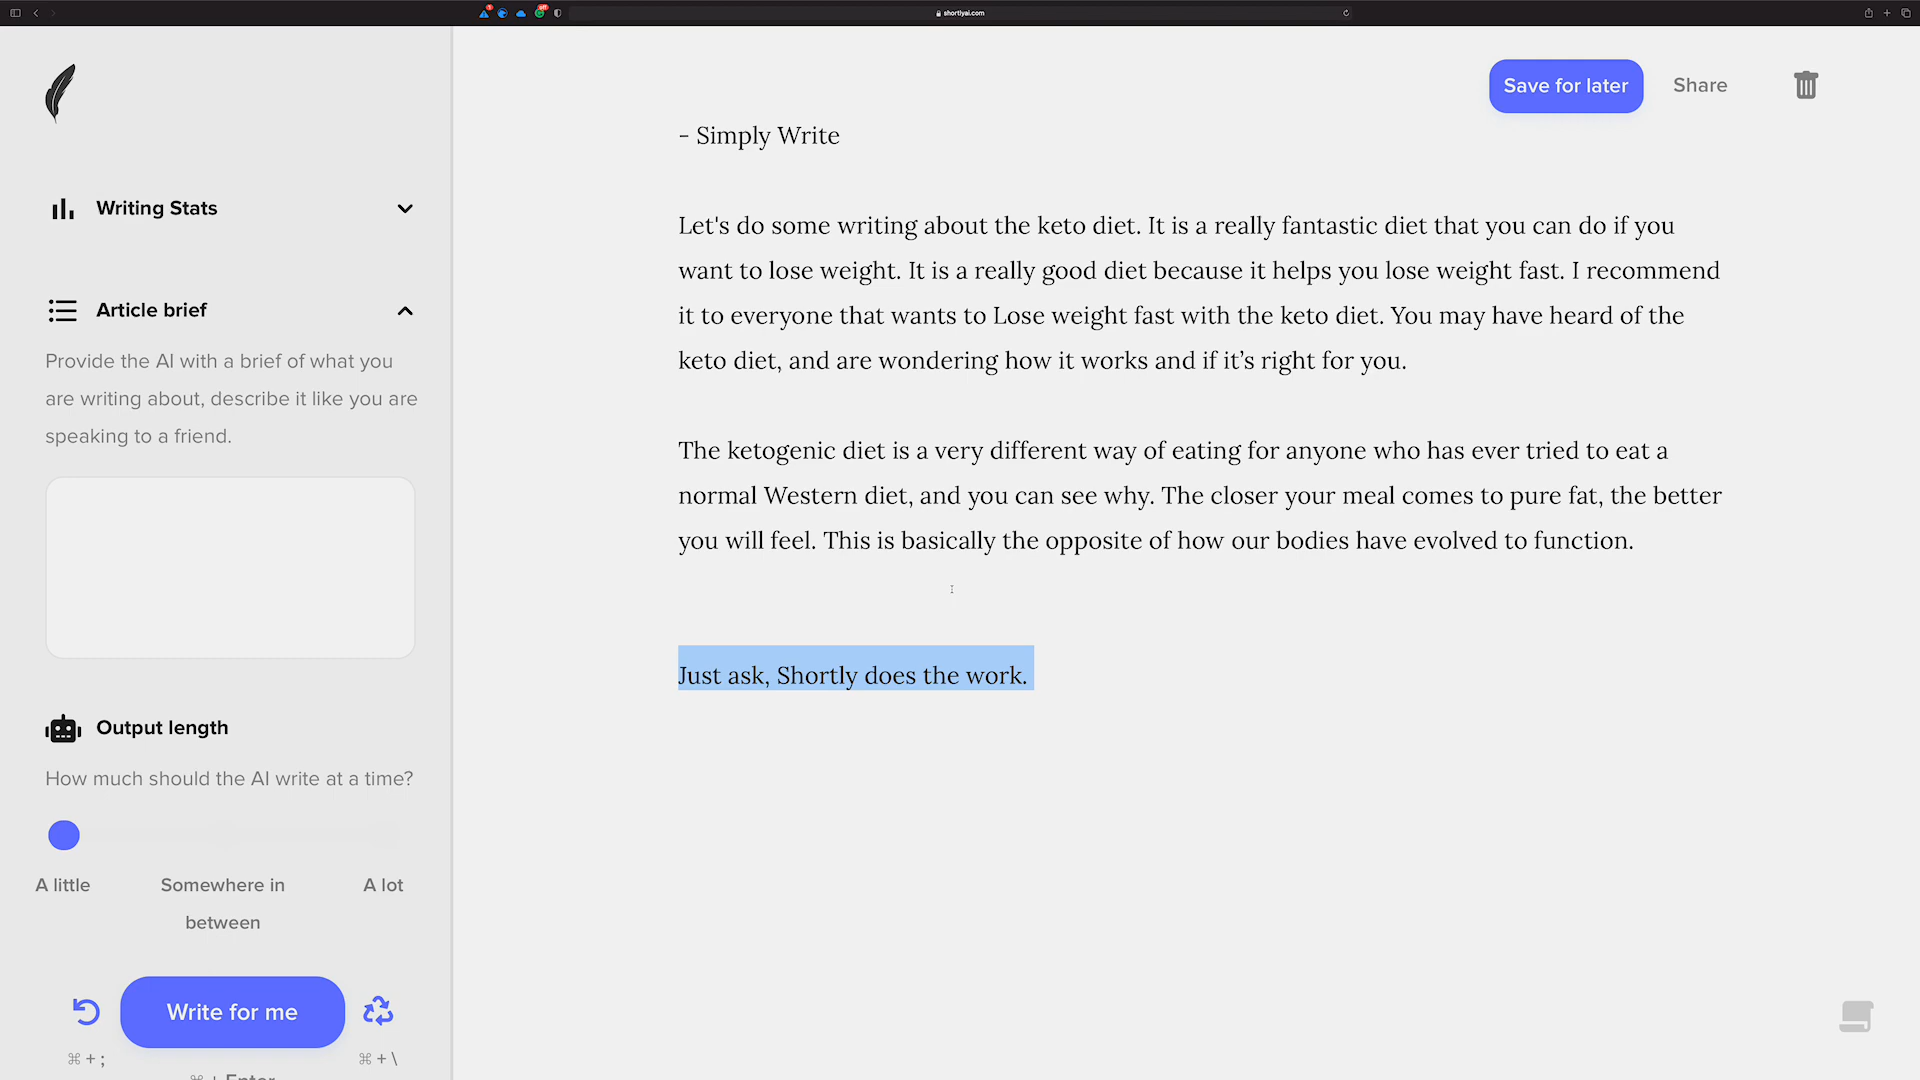 shortlyai.com
Save for later
Share
- Simply Write
Writing Stats
Let's do some writing about the keto diet. It is a really fantastic diet that you can do if you
want to lose weight. It is a really good diet because it helps you lose weight fast. I recommend
it to everyone that wants to Lose weight fast with the keto diet. You may have heard of the
keto diet, and are wondering how it works and if it’s right for you.
Article brief
Provide the AI with a brief of what you
are writing about, describe it like you are
speaking to a friend.
The ketogenic diet is a very different way of eating for anyone who has ever tried to eat a
normal Western diet, and you can see why. The closer your meal comes to pure fat, the better
you will feel. This is basically the opposite of how our bodies have evolved to function.
Just ask, Shortly does the work.
Output length
How much should the AI write at a time?
A little
Somewhere in
between
A lot
Write for me
⌘ + ;
⌘ + \
⌘ + Enter